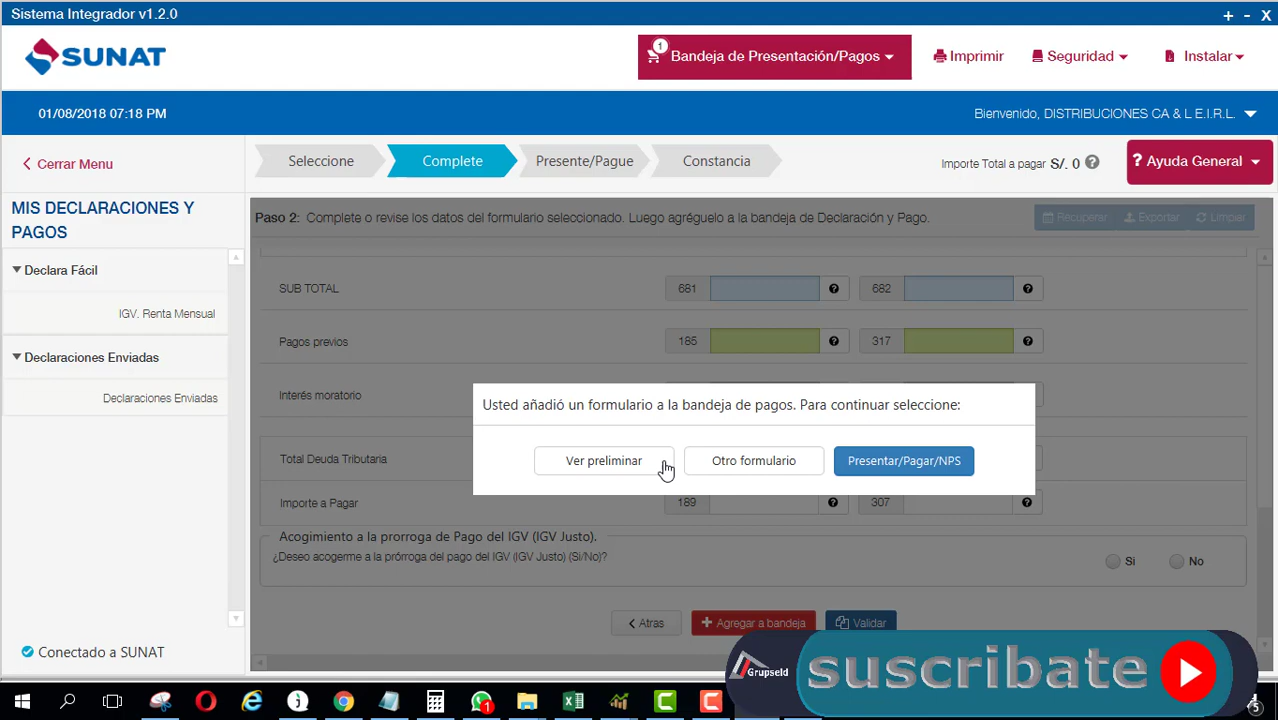 Sistema Integrador v1.2.0
+ - X
SUNAT
1
Bandeja de Presentación/Pagos
Imprimir
Seguridad
Instalar
01/08/2018 07:18 PM
Bienvenido, DISTRIBUCIONES CA & L E.I.R.L.
Cerrar Menu
Seleccione
Complete
Presente/Pague
Constancia
Importe Total a pagar S/. 0 ?
? Ayuda General
MIS DECLARACIONES Y
PAGOS
Declara Fácil
IGV. Renta Mensual
Declaraciones Enviadas
Declaraciones Enviadas
Conectado a SUNAT
Paso 2: Complete o revise los datos del formulario seleccionado. Luego agréguelo a la bandeja de Declaración y Pago.
Recuperar
Exportar
Limpiar
SUB TOTAL 681 ? 682 ?
Pagos previos 185 ? 317 ?
Interés moratorio
Usted añadió un formulario a la bandeja de pagos. Para continuar seleccione:
Ver preliminar
Otro formulario
Presentar/Pagar/NPS
Total Deuda Tributaria
Importe a Pagar 189 ? 307 ?
Acogimiento a la prorroga de Pago del IGV (IGV Justo).
¿Deseo acogerme a la prórroga del pago del IGV (IGV Justo) (Si/No)?
Si
No
Atras
+ Agregar a bandeja
Validar
Grupseld
suscribate
1
5